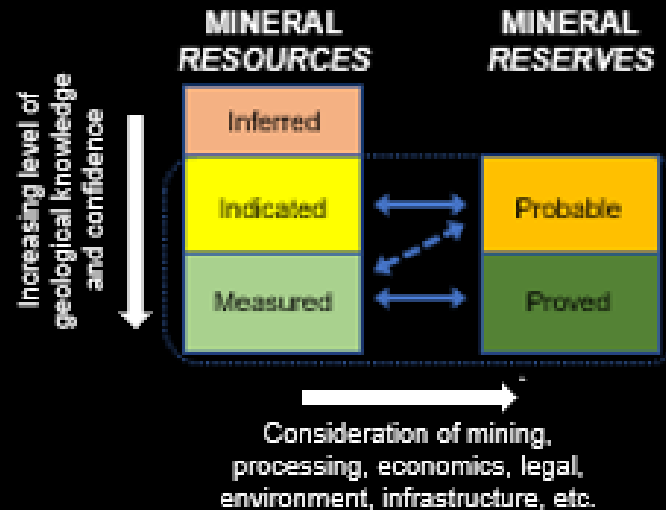 MINERAL
RESOURCES
MINERAL
RESERVES
Increasing level of
geological knowledge
and confidence
Inferred
Indicated
Measured
Probable
Proved
Consideration of mining,
processing, economics, legal,
environment, infrastructure, etc.